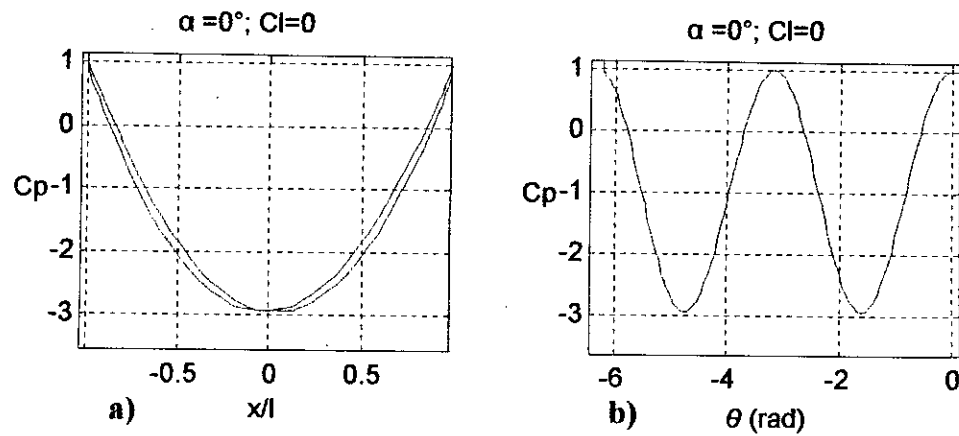 α =0°; Cl=0
1
0
Cp-1
-2
-3
-0.5 0 0.5
a) x/l
α =0°; Cl=0
1
0
Cp-1
-2
-3
-6 -4 -2 0
b) θ (rad)